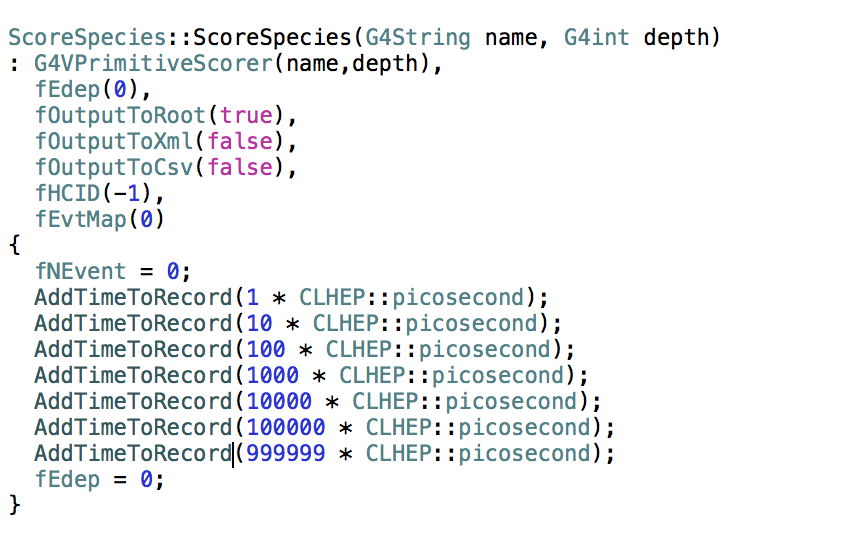 ScoreSpecies::ScoreSpecies(G4String name, G4int depth)
: G4VPrimitiveScorer(name,depth),
  fEdep(0),
  fOutputToRoot(true),
  fOutputToXml(false),
  fOutputToCsv(false),
  fHCID(-1),
  fEvtMap(0)
{
  fNEvent = 0;
  AddTimeToRecord(1 * CLHEP::picosecond);
  AddTimeToRecord(10 * CLHEP::picosecond);
  AddTimeToRecord(100 * CLHEP::picosecond);
  AddTimeToRecord(1000 * CLHEP::picosecond);
  AddTimeToRecord(10000 * CLHEP::picosecond);
  AddTimeToRecord(100000 * CLHEP::picosecond);
  AddTimeToRecord(999999 * CLHEP::picosecond);
  fEdep = 0;
}